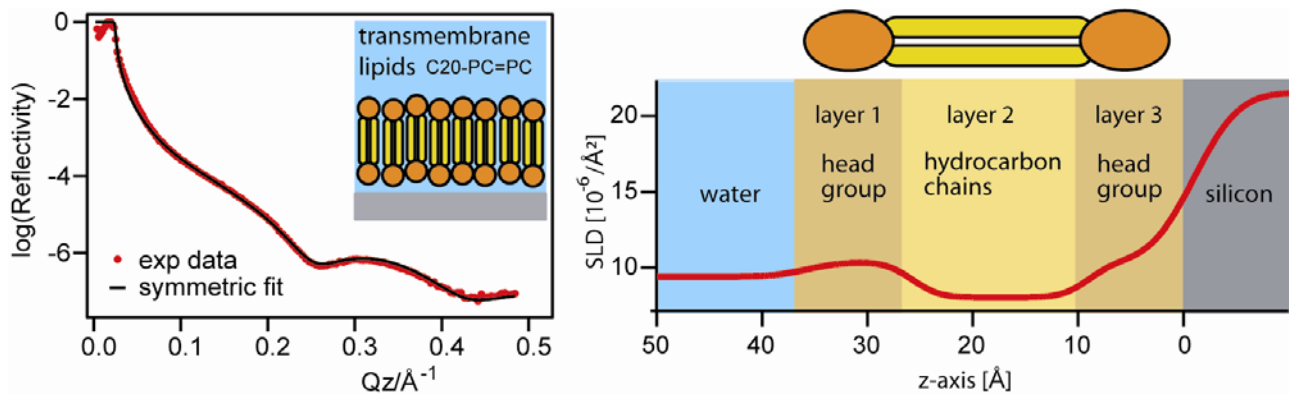 0
-2
-4
-6
log(Reflectivity)
transmembrane
lipids C20-PC=PC
exp data
symmetric fit
0.0 0.1 0.2 0.3 0.4 0.5
Qz/Å⁻¹
20
15
10
SLD [10⁻⁶/Å²]
water
layer 1
head
group
layer 2
hydrocarbon
chains
layer 3
head
group
silicon
50 40 30 20 10 0
z-axis [Å]